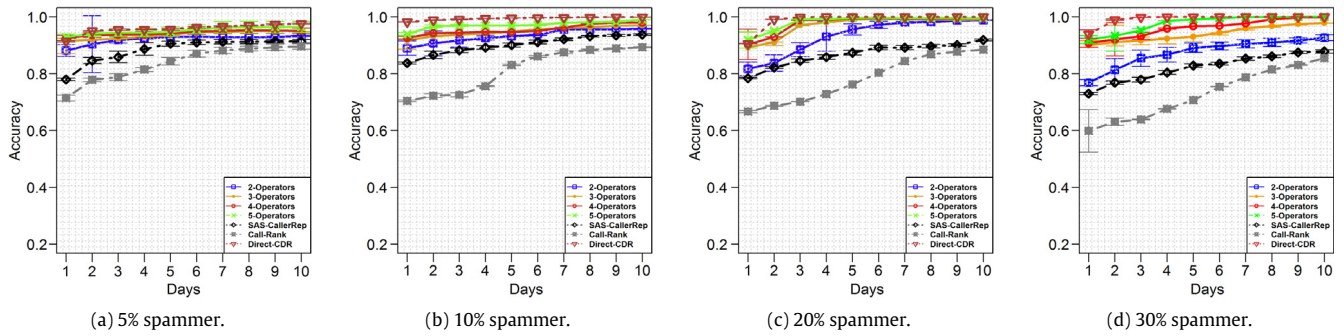 Accuracy
1.0
0.8
0.6
0.4
0.2
2-Operators
3-Operators
4-Operators
5-Operators
SAS-CallerRep
Call-Rank
Direct-CDR
1 2 3 4 5 6 7 8 9 10
Days
(a) 5% spammer.
Accuracy
1.0
0.8
0.6
0.4
0.2
2-Operators
3-Operators
4-Operators
5-Operators
SAS-CallerRep
Call-Rank
Direct-CDR
1 2 3 4 5 6 7 8 9 10
Days
(b) 10% spammer.
Accuracy
1.0
0.8
0.6
0.4
0.2
2-Operators
3-Operators
4-Operators
5-Operators
SAS-CallerRep
Call-Rank
Direct-CDR
1 2 3 4 5 6 7 8 9 10
Days
(c) 20% spammer.
Accuracy
1.0
0.8
0.6
0.4
0.2
2-Operators
3-Operators
4-Operators
5-Operators
SAS-CallerRep
Call-Rank
Direct-CDR
1 2 3 4 5 6 7 8 9 10
Days
(d) 30% spammer.